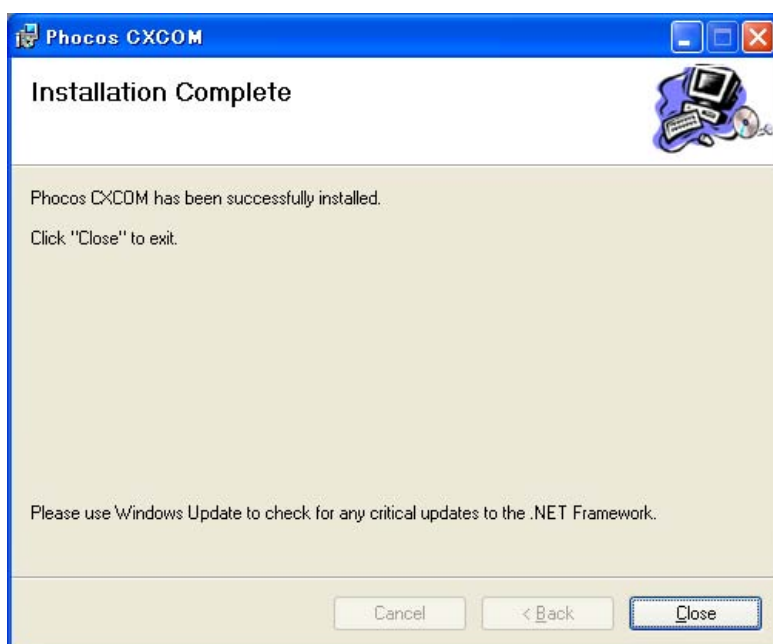 Phocos CXCOM
Installation Complete
Phocos CXCOM has been successfully installed.
Click "Close" to exit.
Please use Windows Update to check for any critical updates to the .NET Framework.
Cancel
< Back
Close